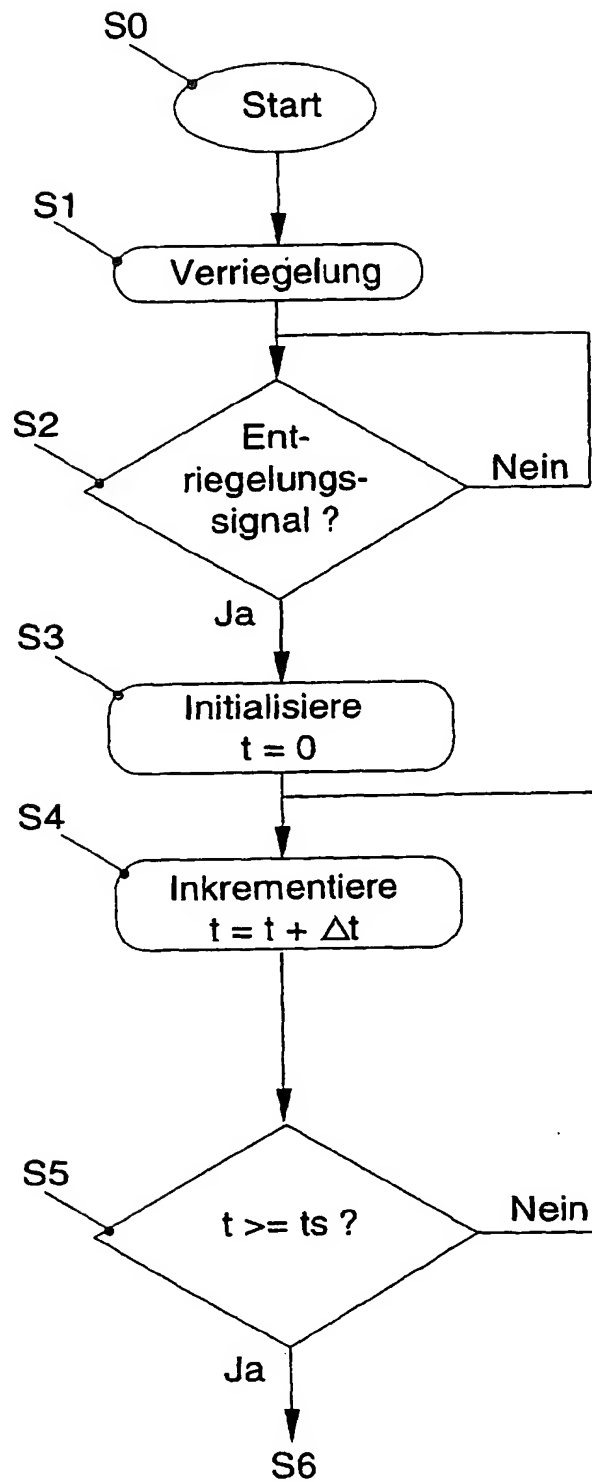 S0
Start
S1
Verriegelung
S2
Ent-
riegelungs-
signal ?
Nein
Ja
S3
Initialisiere
t = 0
S4
Inkrementiere
t = t + Δt
S5
t >= ts ?
Nein
Ja
S6